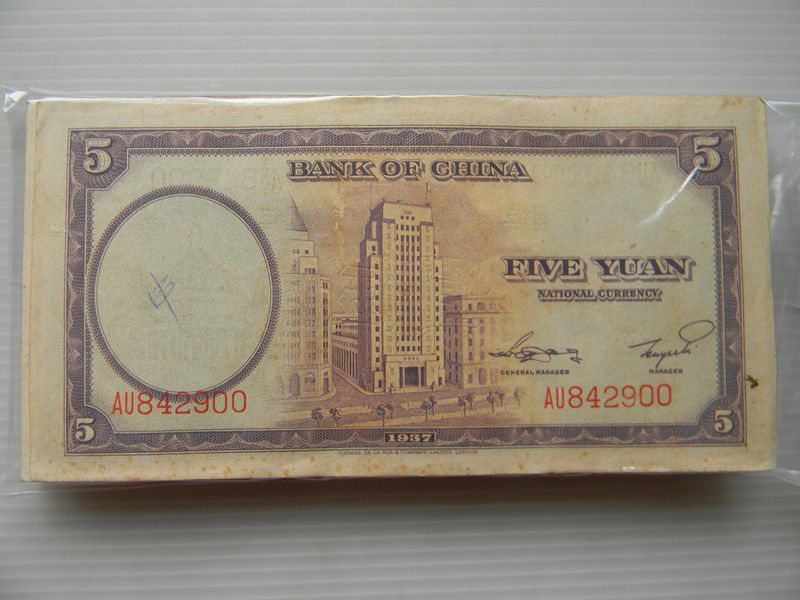 5
5
BANK OF CHINA
FIVE YUAN
NATIONAL CURRENCY
GENERAL MANAGER
MANAGER
AU842900
AU842900
5
1937
5
THOMAS DE LA RUE & COMPANY, LIMITED, LONDON